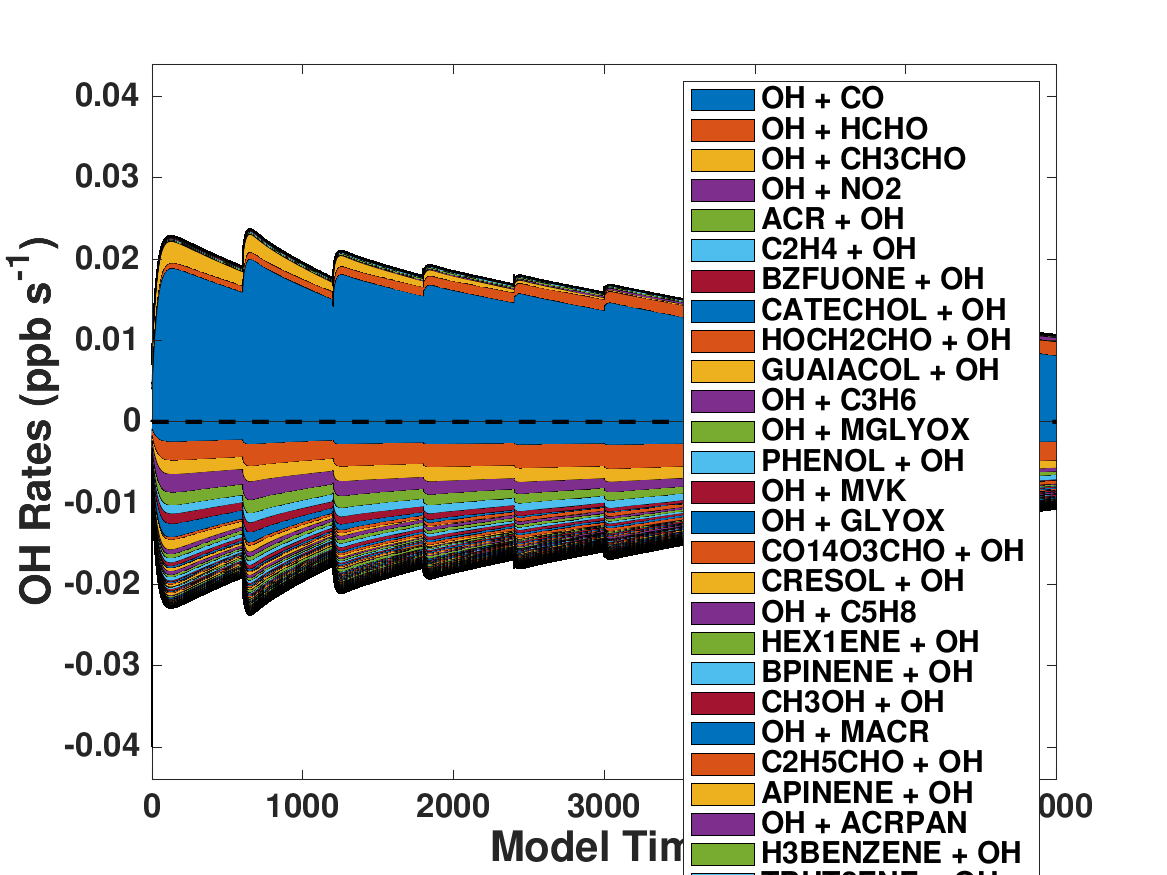 0.04
0.03
0.02
0.01
0
-0.01
-0.02
-0.03
-0.04
OH Rates (ppb s-1)
0 1000 2000 3000 000
Model Tim
OH + CO
OH + HCHO
OH + CH3CHO
OH + NO2
ACR + OH
C2H4 + OH
BZFUONE + OH
CATECHOL + OH
HOCH2CHO + OH
GUAIACOL + OH
OH + C3H6
OH + MGLYOX
PHENOL + OH
OH + MVK
OH + GLYOX
CO14O3CHO + OH
CRESOL + OH
OH + C5H8
HEX1ENE + OH
BPINENE + OH
CH3OH + OH
OH + MACR
C2H5CHO + OH
APINENE + OH
OH + ACRPAN
H3BENZENE + OH